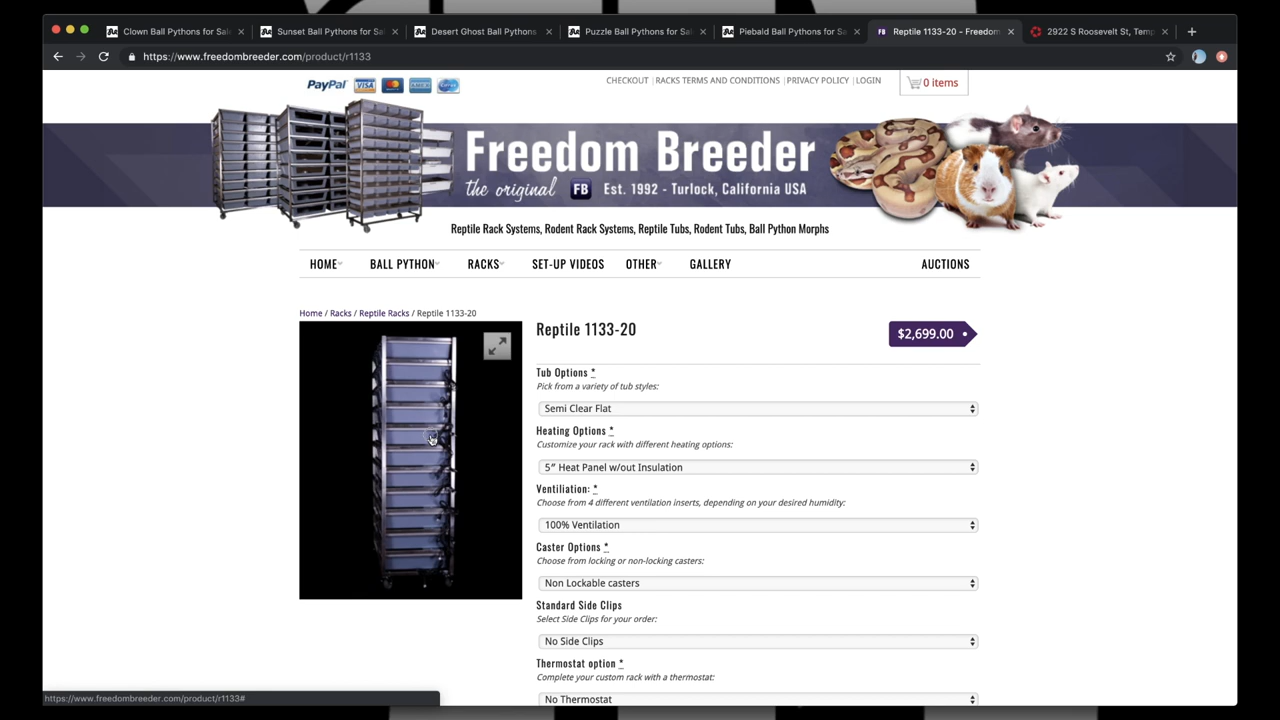 Clown Ball Pythons for Sale
Sunset Ball Pythons for Sal
Desert Ghost Ball Pythons
Puzzle Ball Pythons for Sal
Piebald Ball Pythons for Sa
Reptile 1133-20 - Freedom
2922 S Roosevelt St, Temp
https://www.freedombreeder.com/product/r1133
PayPal VISA
CHECKOUT | RACKS TERMS AND CONDITIONS | PRIVACY POLICY | LOGIN
0 items
Freedom Breeder
the original FB Est. 1992 - Turlock, California USA
Reptile Rack Systems, Rodent Rack Systems, Reptile Tubs, Rodent Tubs, Ball Python Morphs
HOME BALL PYTHON RACKS SET-UP VIDEOS OTHER GALLERY AUCTIONS
Home / Racks / Reptile Racks / Reptile 1133-20
Reptile 1133-20
$2,699.00
Tub Options *
Pick from a variety of tub styles:
Semi Clear Flat
Heating Options *
Customize your rack with different heating options:
5″ Heat Panel w/out Insulation
Ventiliation: *
Choose from 4 different ventilation inserts, depending on your desired humidity:
100% Ventilation
Caster Options *
Choose from locking or non-locking casters:
Non Lockable casters
Standard Side Clips
Select Side Clips for your order:
No Side Clips
Thermostat option *
Complete your custom rack with a thermostat:
No Thermostat
https://www.freedombreeder.com/product/r1133#